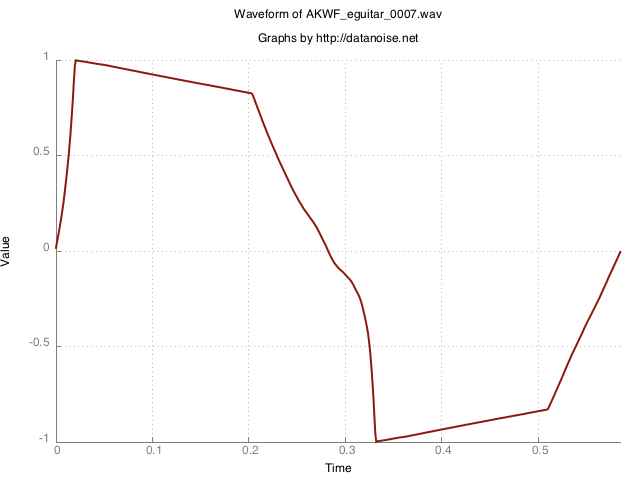 Waveform of AKWF_eguitar_0007.wav
Graphs by http://datanoise.net
1
0.5
0
-0.5
-1
Value
0 0.1 0.2 0.3 0.4 0.5
Time